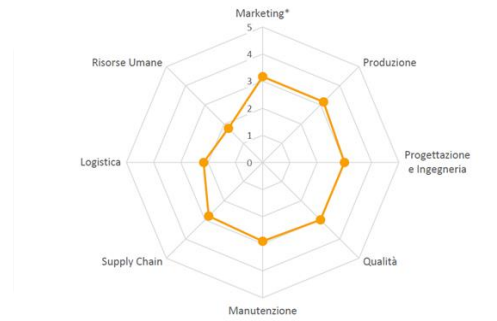 Marketing*
5
4
3
2
1
0
Produzione
Progettazione
e Ingegneria
Qualità
Manutenzione
Supply Chain
Logistica
Risorse Umane